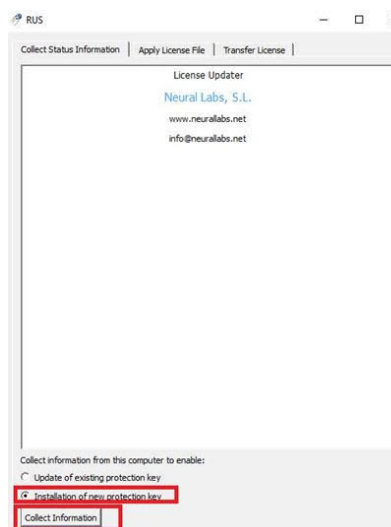 RUS
Collect Status Information Apply License File Transfer License
License Updater
Neural Labs, S.L.
www.neurallabs.net
info@neurallabs.net
Collect information from this computer to enable:
Update of existing protection key
Installation of new protection key
Collect Information